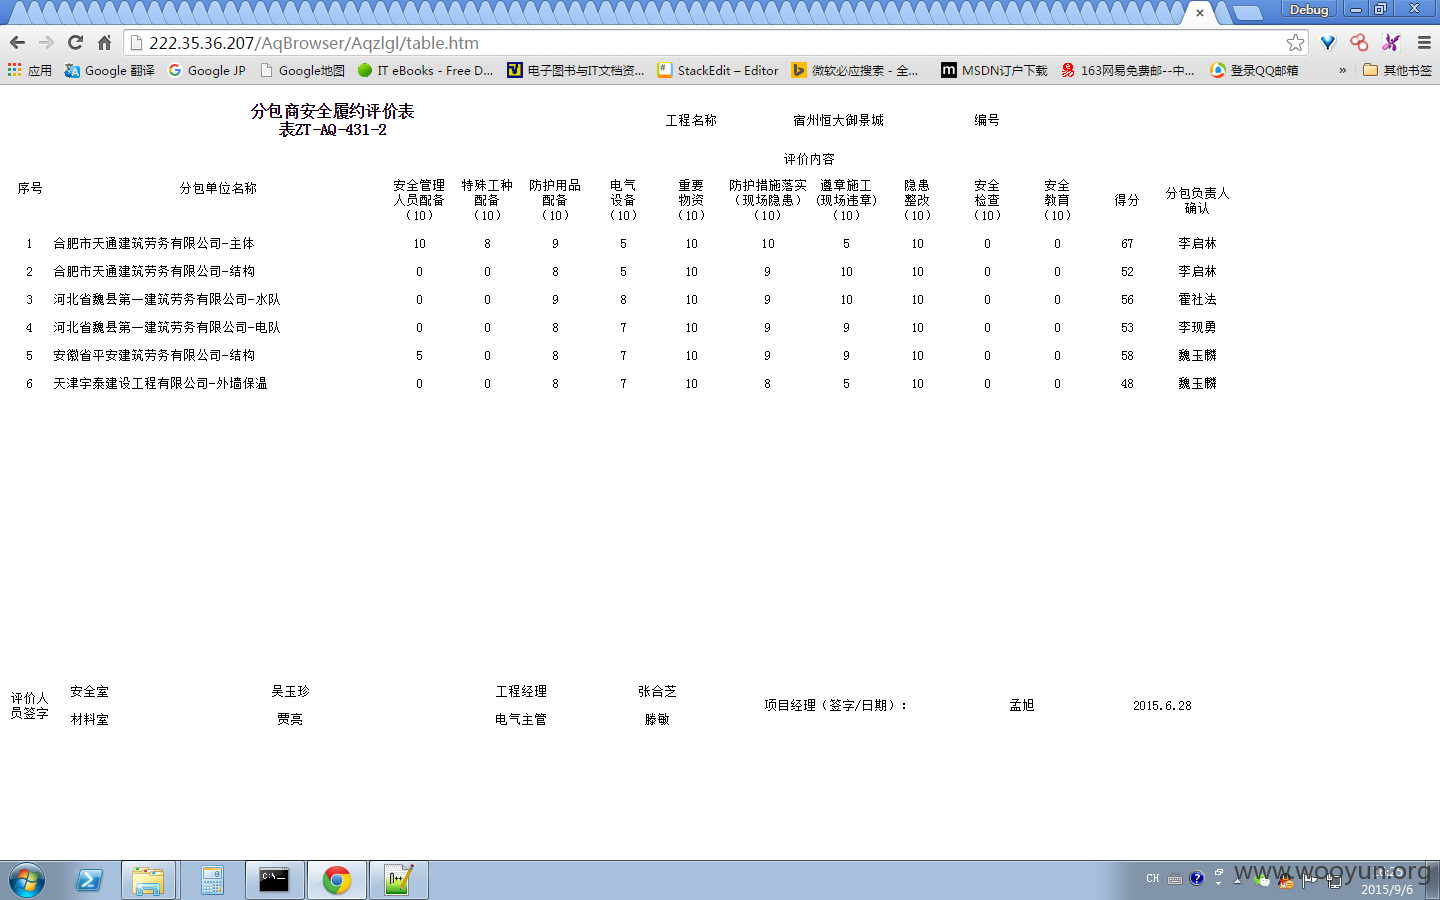 Debug
222.35.36.207/AqBrowser/Aqzlgl/table.htm
应用 Google 翻译 Google JP Google地图 IT eBooks - Free D... 电子图书与IT文档资... StackEdit – Editor 微软必应搜索 - 全... MSDN订户下载 163网易免费邮--中... 登录QQ邮箱 » 其他书签
分包商安全履约评价表
表ZT-AQ-431-2
工程名称 宿州恒大御景城 编号
评价内容
序号 分包单位名称 安全管理人员配备（10） 特殊工种配备（10） 防护用品配备（10） 电气设备（10） 重要物资（10） 防护措施落实（现场隐患）（10） 遵章施工(现场违章)（10） 隐患整改（10） 安全检查（10） 安全教育（10） 得分 分包负责人确认
1 合肥市天通建筑劳务有限公司-主体 10 8 9 5 10 10 5 10 0 0 67 李启林
2 合肥市天通建筑劳务有限公司-结构 0 0 8 5 10 9 10 10 0 0 52 李启林
3 河北省魏县第一建筑劳务有限公司-水队 0 0 9 8 10 9 10 10 0 0 56 霍社法
4 河北省魏县第一建筑劳务有限公司-电队 0 0 8 7 10 9 9 10 0 0 53 李现勇
5 安徽省平安建筑劳务有限公司-结构 5 0 8 7 10 9 9 10 0 0 58 魏玉麟
6 天津宇泰建设工程有限公司-外墙保温 0 0 8 7 10 8 5 10 0 0 48 魏玉麟
评价人员签字
安全室 吴玉珍 工程经理 张合芝
材料室 贾亮 电气主管 滕敏
项目经理（签字/日期）： 孟旭 2015.6.28
CH
www.wooyun.org
2015/9/6